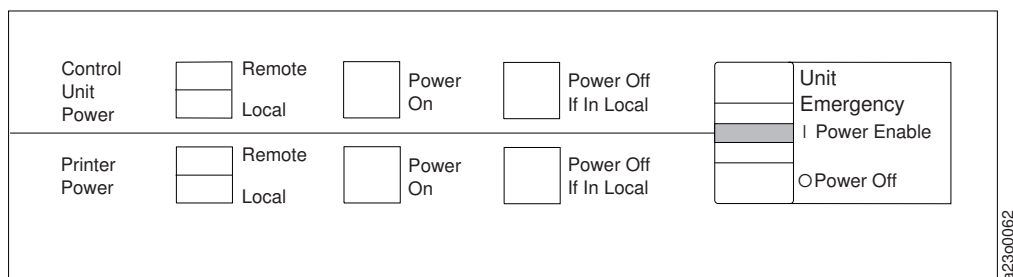 Control
Unit
Power
Remote
Local
Power
On
Power Off
If In Local
Unit
Emergency
| Power Enable
O Power Off
Printer
Power
Remote
Local
Power
On
Power Off
If In Local
a23o0062